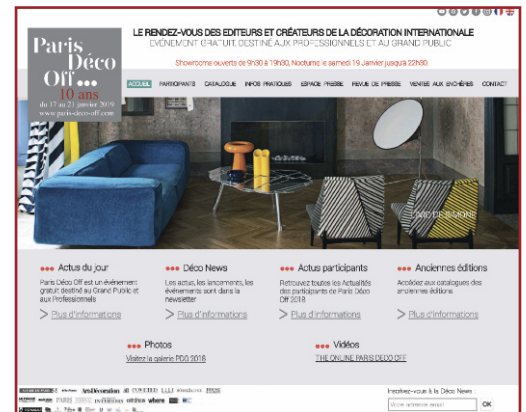 Paris
Déco
Off...
10 ans
du 17 au 21 janvier 2019
www.paris-deco-off.com
LE RENDEZ-VOUS DES EDITEURS ET CRÉATEURS DE LA DÉCORATION INTERNATIONALE
EVÉNEMENT GRATUIT, DESTINÉ AUX PROFESSIONNELS ET AU GRAND PUBLIC
Showrooms ouverts de 9h30 à 19h30, Nocturne le samedi 19 Janvier jusqu'à 22h30
ACCUEIL PARTICIPANTS CATALOGUE INFOS PRATIQUES ESPACE PRESSE REVUE DE PRESSE VENTES AUX ENCHÈRES CONTACT
Actus du jour
Paris Déco Off est un événement
gratuit destiné au Grand Public et
aux Professionnels
> Plus d'informations
Déco News
Les actus, les lancements, les
événements sont dans la
newsletter
> Plus d'informations
Actus participants
Retrouvez toutes les Actualités
des participants de Paris Déco
Off 2018
> Plus d'informations
Anciennes éditions
Accédez aux catalogues des
anciennes éditions
> Plus d'informations
Photos
Visitez la galerie PDO 2018
Vidéos
THE ONLINE PARIS DECO OFF
Art&Décoration
where
Inscrivez-vous à la Déco News :
Votre adresse email
OK